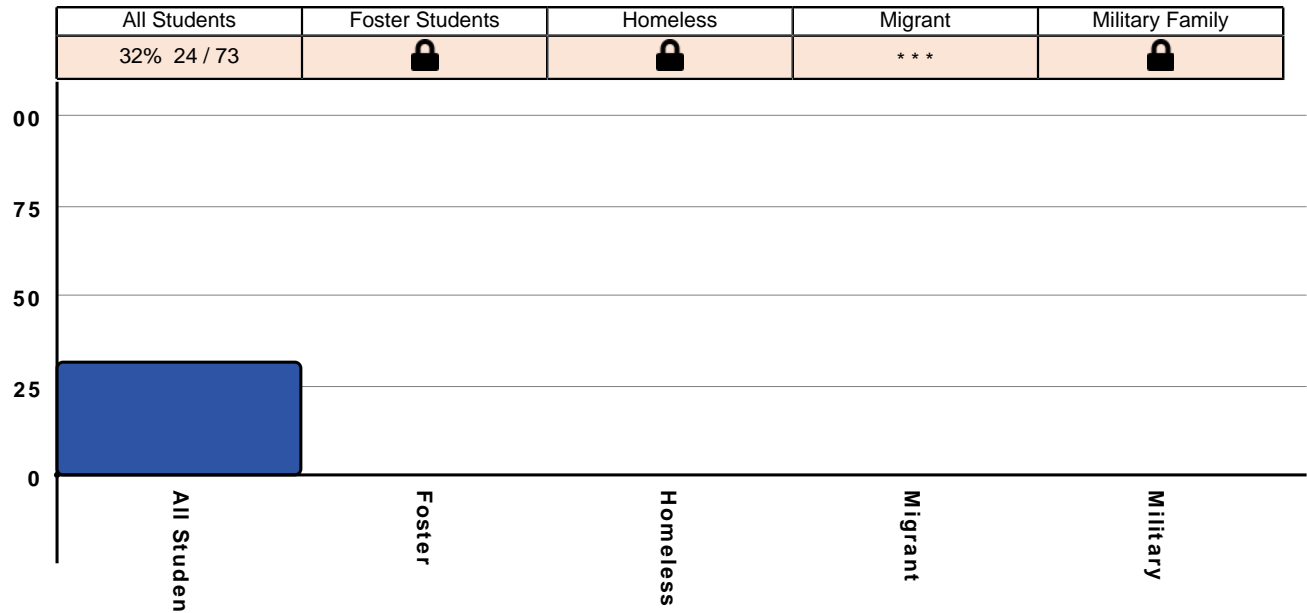 All Students Foster Students Homeless Migrant Military Family
32% 24 / 73 * * *
00
75
50
25
0
All Studen
Foster
Homeless
Migrant
Military